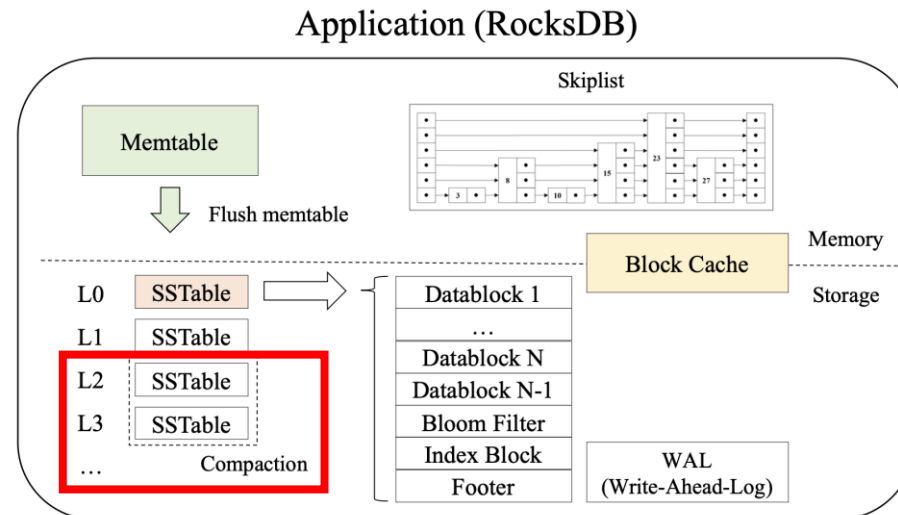 Application (RocksDB)
Skiplist
Memtable
3
8
10
15
23
27
Flush memtable
Memory
Block Cache
Storage
L0 SSTable
L1 SSTable
L2 SSTable
L3 SSTable
… Compaction
Datablock 1
…
Datablock N
Datablock N-1
Bloom Filter
Index Block
Footer
WAL
(Write-Ahead-Log)